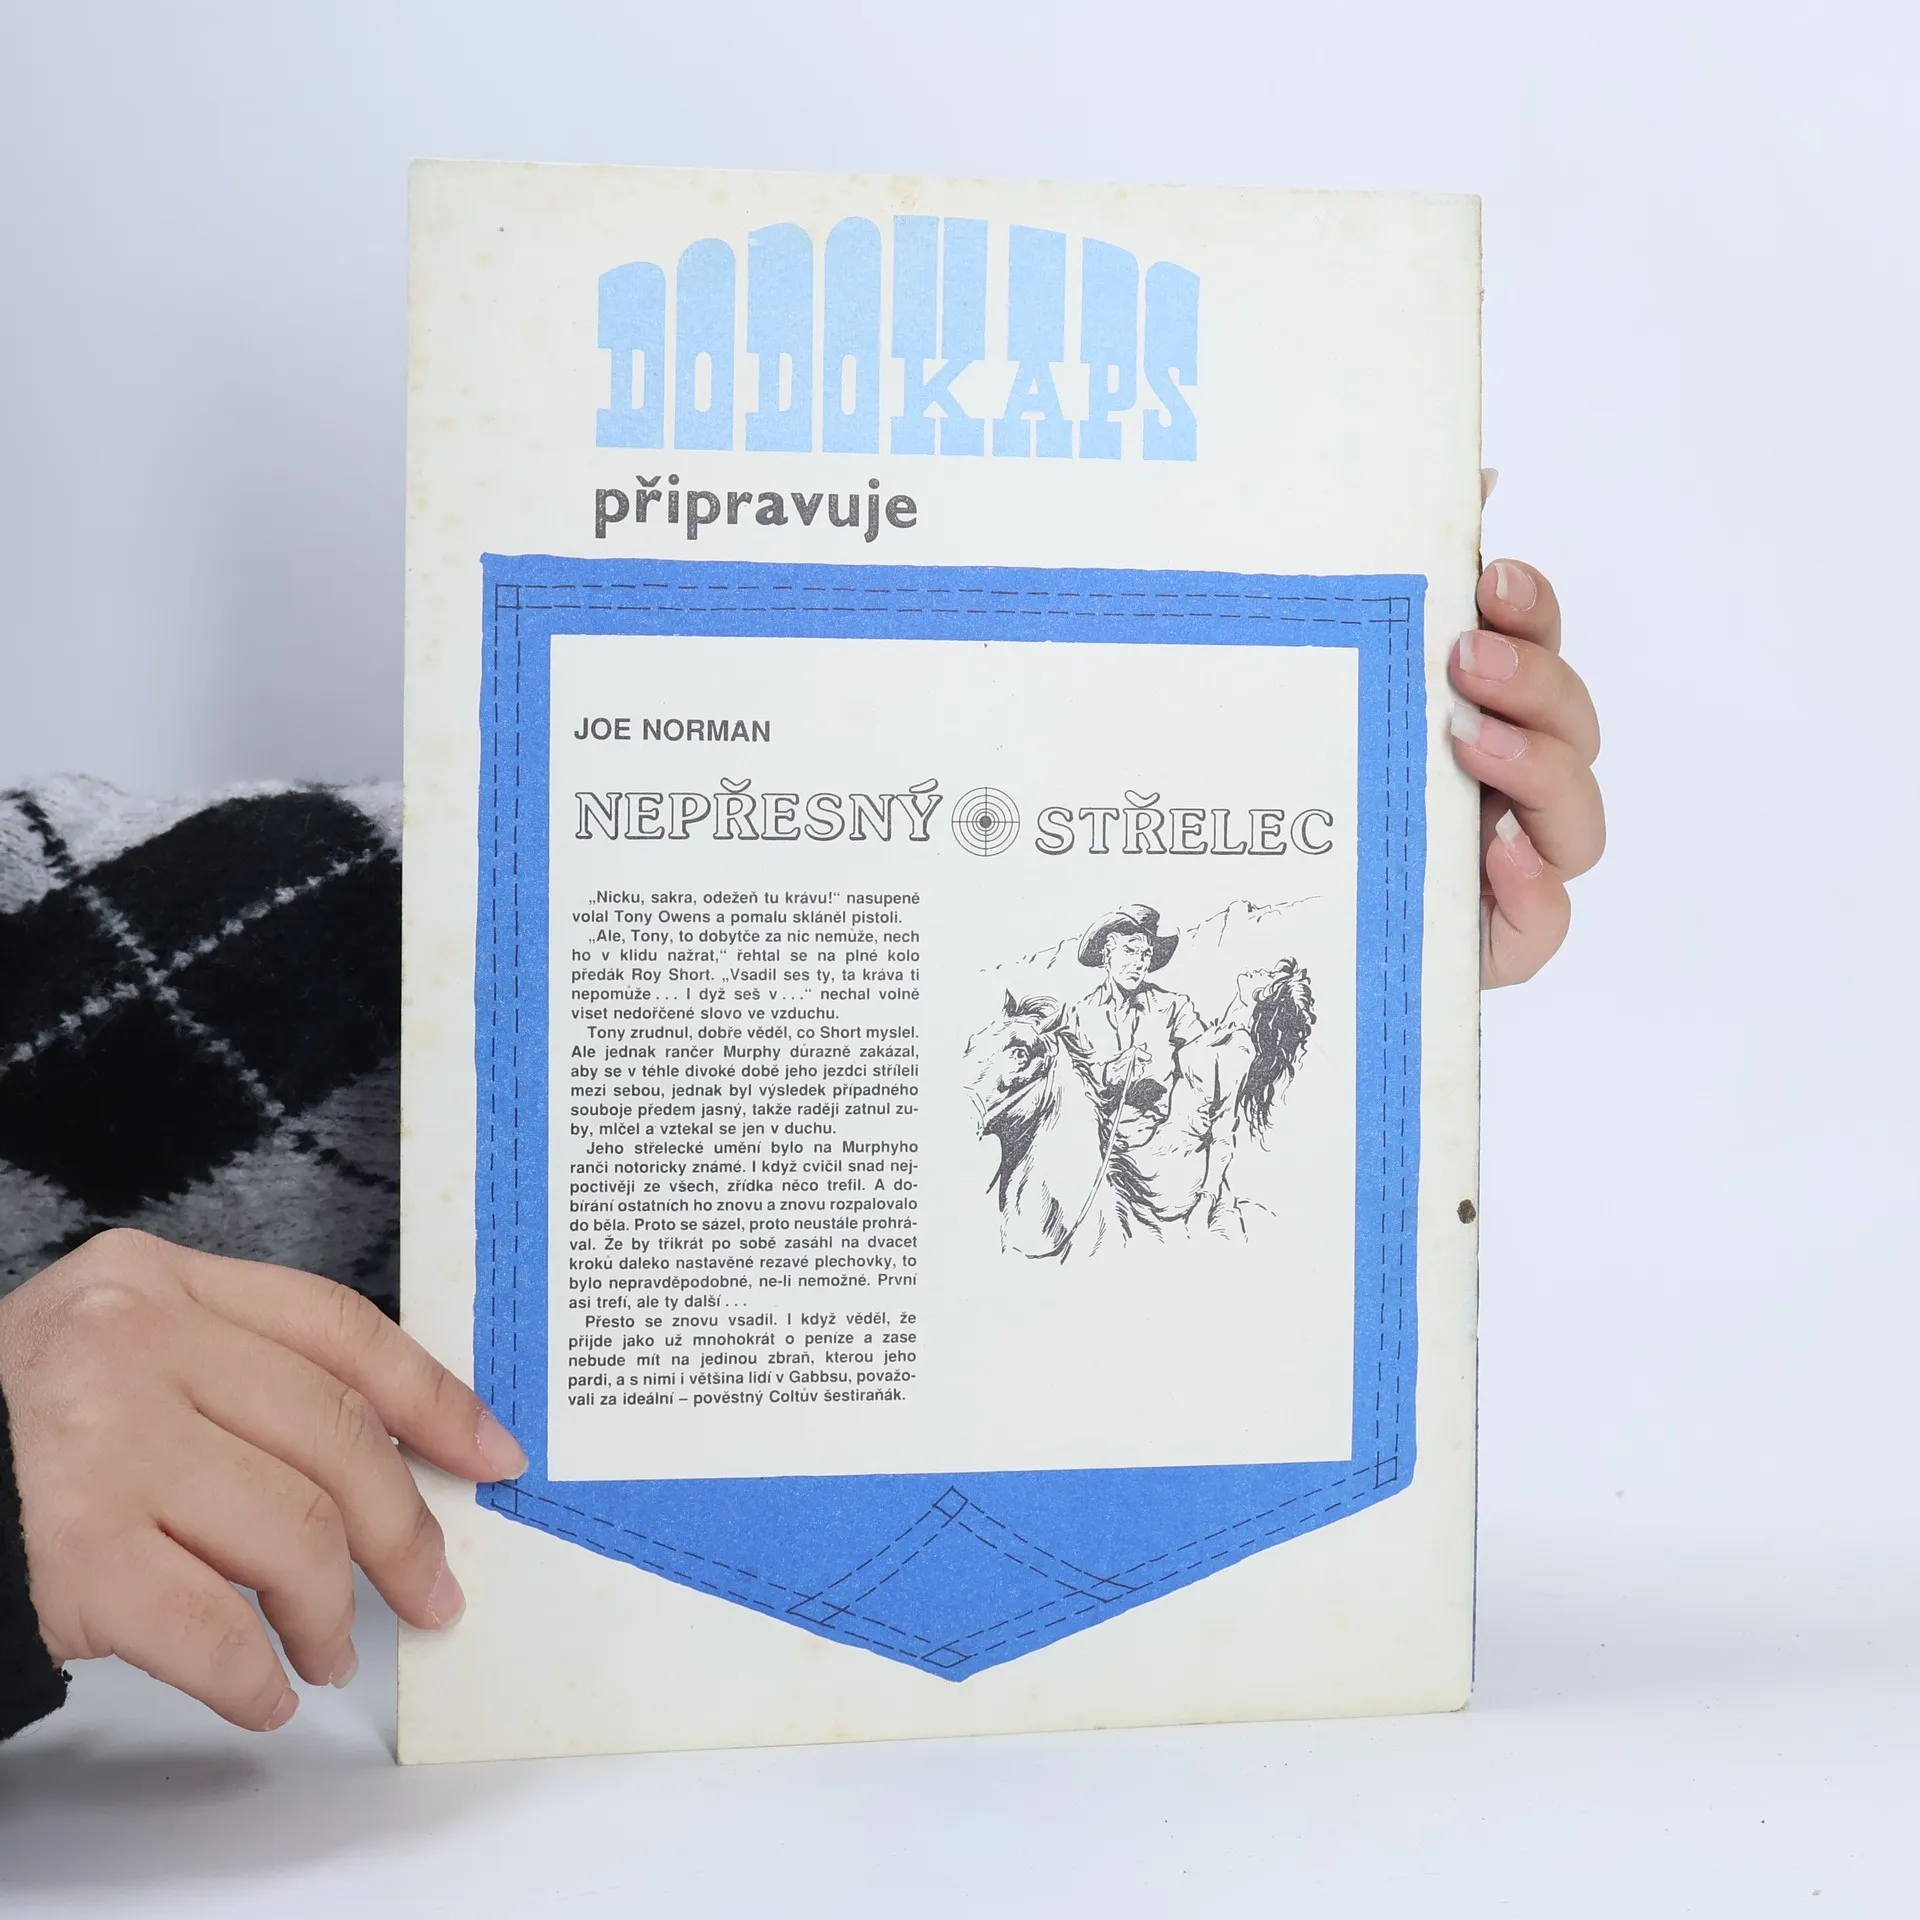 DODOKAPS
připravuje
JOE NORMAN
NEPŘESNÝ STŘELEC
„Nicku, sakra, odežeň tu krávu!“ nasupeně
volal Tony Owens a pomalu skláněl pistoli.
„Ale, Tony, to dobytče za nic nemůže, nech
ho v klidu nažrat,“ řehtal se na plné kolo
předák Roy Short. „Vsadil ses ty, ta kráva ti
nepomůže . . . I dyž seš v . . .“ nechal volně
viset nedořčené slovo ve vzduchu.
Tony zrudnul, dobře věděl, co Short myslel.
Ale jednak rančer Murphy důrazně zakázal,
aby se v téhle divoké době jeho jezdci stříleli
mezi sebou, jednak byl výsledek případného
souboje předem jasný, takže raději zatnul zu-
by, mlčel a vztekal se jen v duchu.
Jeho střelecké umění bylo na Murphyho
ranči notoricky známé. I když cvičil snad nej-
poctivěji ze všech, zřídka něco trefil. A do-
bírání ostatních ho znovu a znovu rozpalovalo
do běla. Proto se sázel, proto neustále prohrá-
val. Že by třikrát po sobě zasáhl na dvacet
kroků daleko nastavěné rezavé plechovky, to
bylo nepravděpodobné, ne-li nemožné. První
asi trefí, ale ty další . . .
Přesto se znovu vsadil. I když věděl, že
přijde jako už mnohokrát o peníze a zase
nebude mít na jedinou zbraň, kterou jeho
pardi, a s nimi i většina lidí v Gabbsu, považo-
vali za ideální – pověstný Coltův šestiraňák.